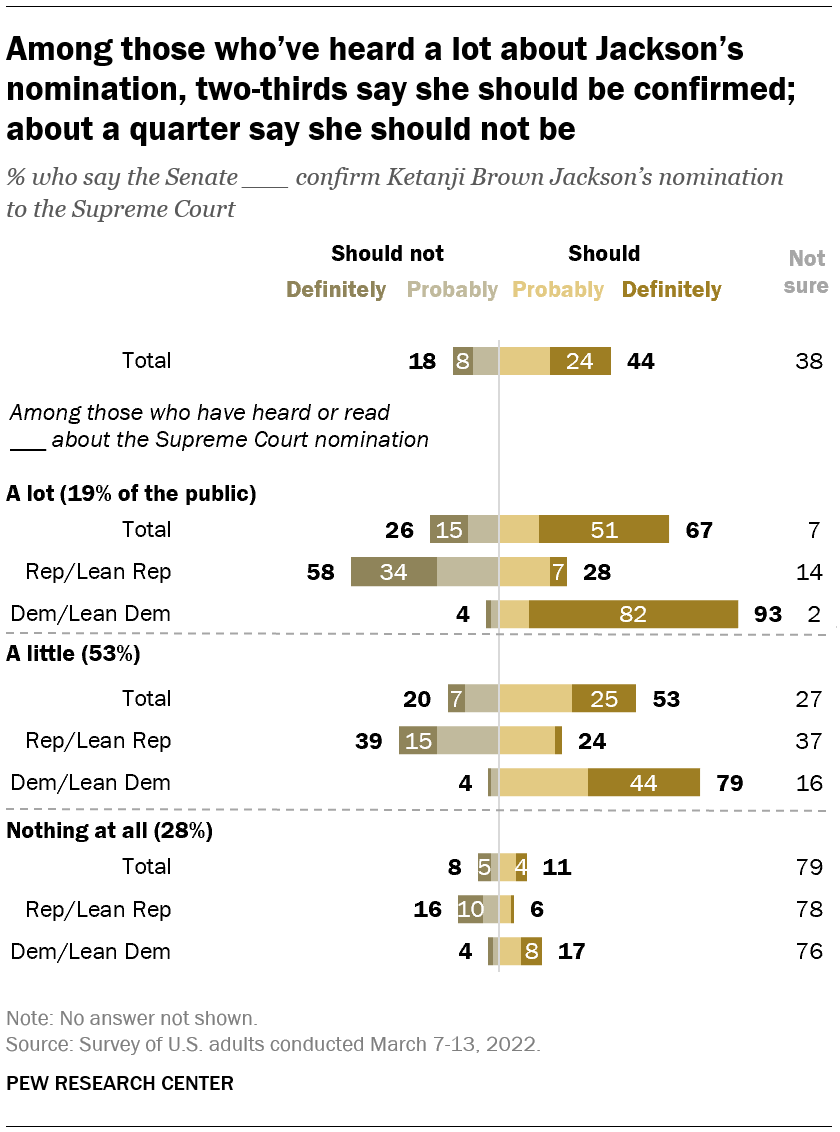 Among those who've heard a lot about Jackson's
nomination, two-thirds say she should be confirmed;
about a quarter say she should not be
% who say the Senate ___ confirm Ketanji Brown Jackson's nomination
to the Supreme Court
Should not Should Not
sure
Definitely Probably Probably Definitely
Total 18 8 24 44 38
Among those who have heard or read
___ about the Supreme Court nomination
A lot (19% of the public)
Total 26 15 51 67 7
Rep/Lean Rep 58 34 7 28 14
Dem/Lean Dem 4 82 93 2
A little (53%)
Total 20 7 25 53 27
Rep/Lean Rep 39 15 24 37
Dem/Lean Dem 4 44 79 16
Nothing at all (28%)
Total 8 5 4 11 79
Rep/Lean Rep 16 10 6 78
Dem/Lean Dem 4 8 17 76
Note: No answer not shown.
Source: Survey of U.S. adults conducted March 7-13, 2022.
PEW RESEARCH CENTER